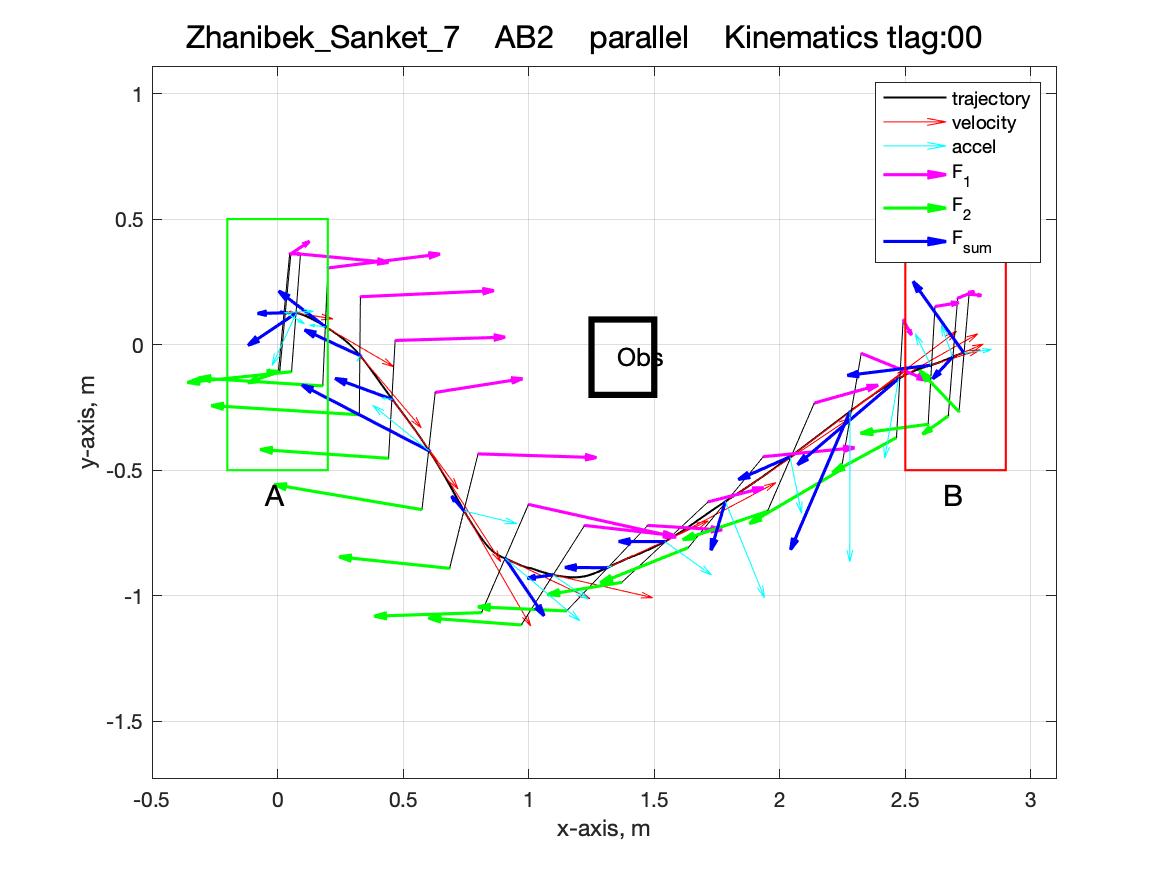 Zhanibek_Sanket_7 AB2 parallel Kinematics tlag:00
trajectory
velocity
accel
F1
F2
Fsum
1
0.5
0
-0.5
-1
-1.5
y-axis, m
Obs
A
B
-0.5 0 0.5 1 1.5 2 2.5 3
x-axis, m